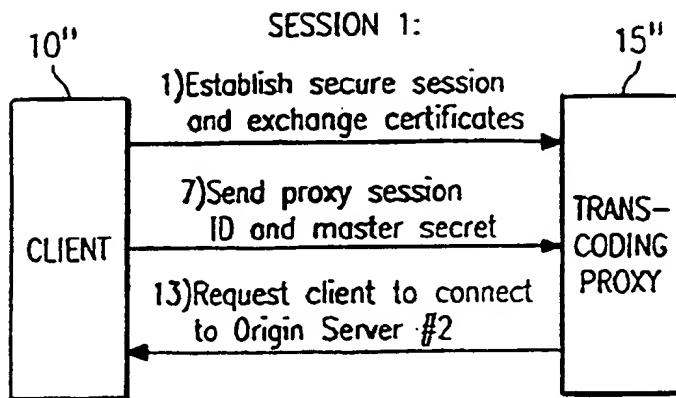 SESSION 1:
10"
15"
1)Establish secure session
and exchange certificates
7)Send proxy session
ID and master secret
CLIENT
TRANS-
CODING
PROXY
13)Request client to connect
to Origin Server #2